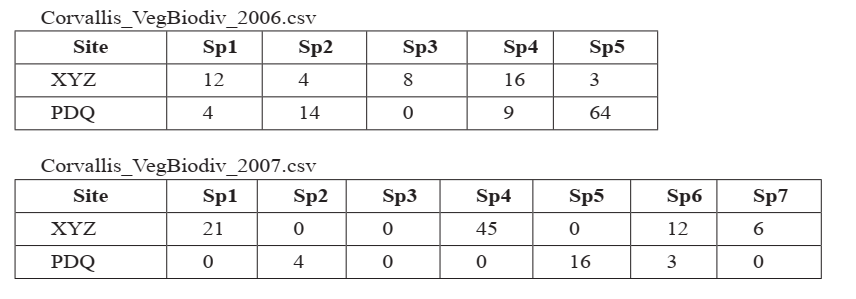 Corvallis_VegBiodiv_2006.csv
Site Sp1 Sp2 Sp3 Sp4 Sp5
XYZ 12 4 8 16 3
PDQ 4 14 0 9 64
Corvallis_VegBiodiv_2007.csv
Site Sp1 Sp2 Sp3 Sp4 Sp5 Sp6 Sp7
XYZ 21 0 0 45 0 12 6
PDQ 0 4 0 0 16 3 0